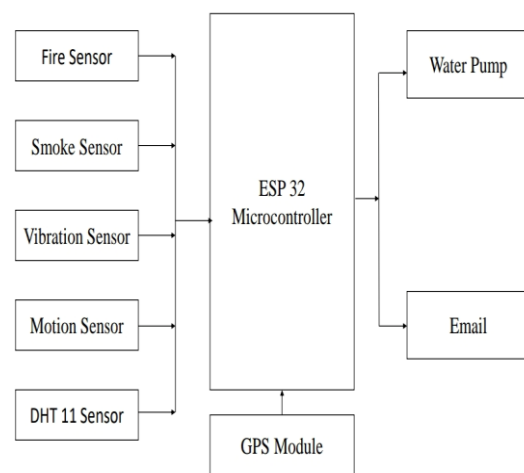 Fire Sensor
Smoke Sensor
Vibration Sensor
Motion Sensor
DHT 11 Sensor
ESP 32
Microcontroller
GPS Module
Water Pump
Email